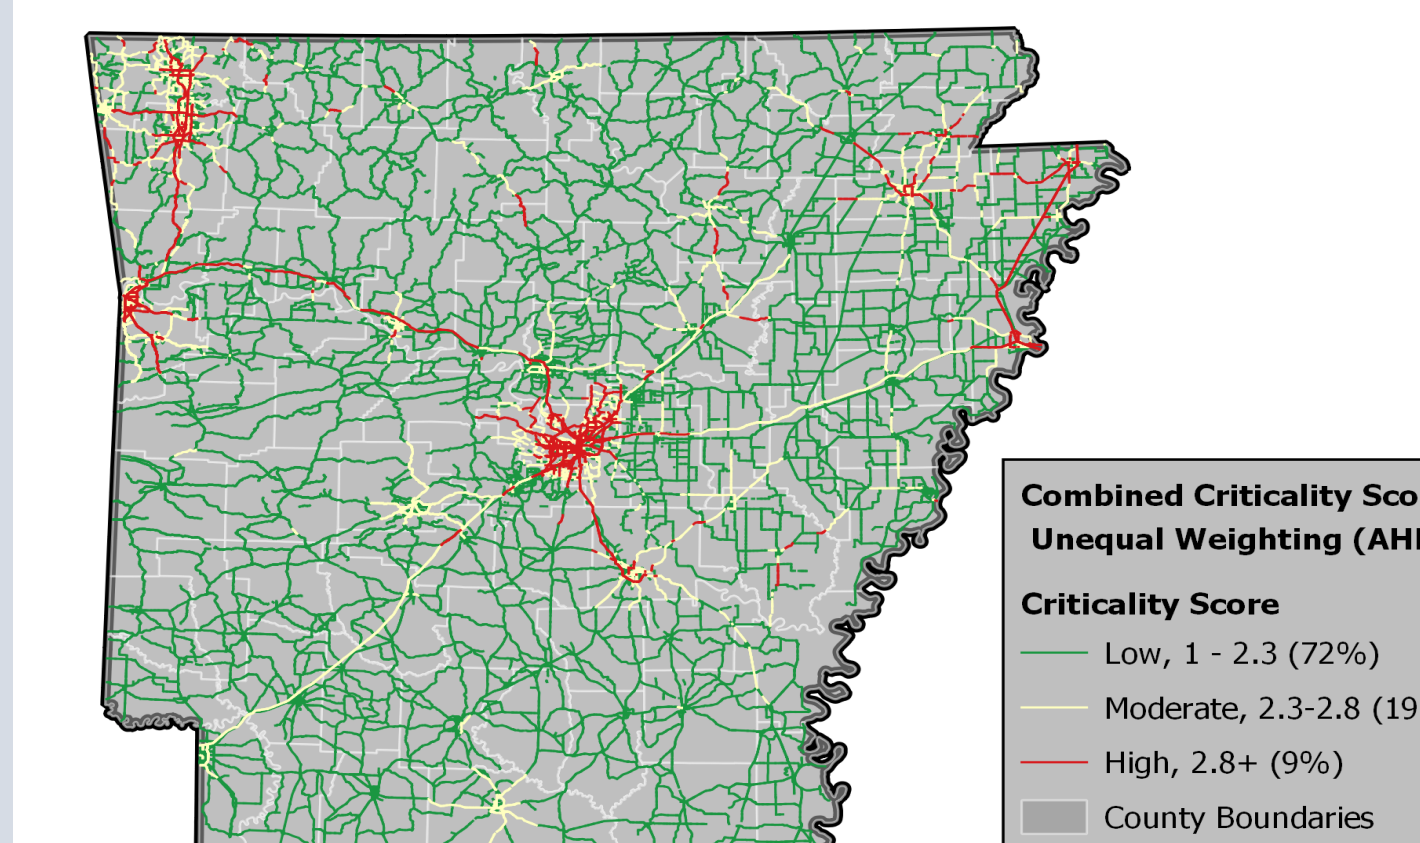 Combined Criticality Sco
Unequal Weighting (AH
Criticality Score
Low, 1 - 2.3 (72%)
Moderate, 2.3-2.8 (19
High, 2.8+ (9%)
County Boundaries